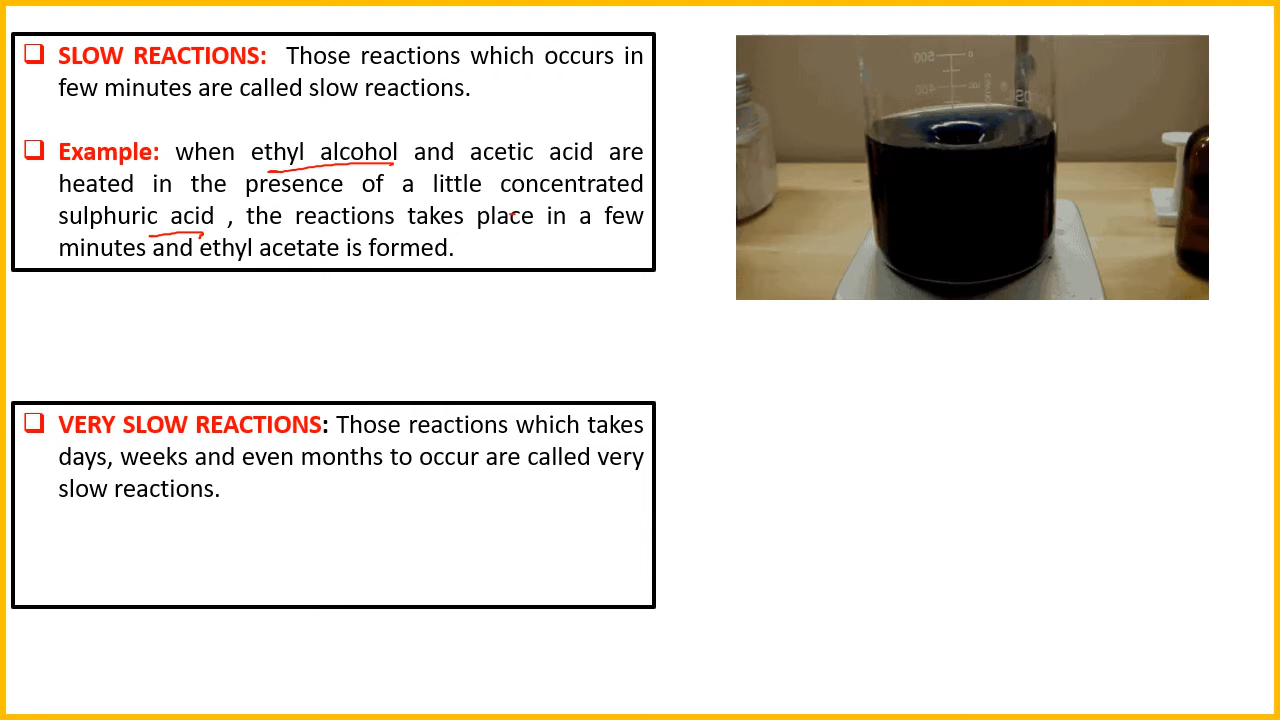 SLOW REACTIONS: Those reactions which occurs in
few minutes are called slow reactions.
Example: when ethyl alcohol and acetic acid are
heated in the presence of a little concentrated
sulphuric acid , the reactions takes place in a few
minutes and ethyl acetate is formed.
500
400
VERY SLOW REACTIONS: Those reactions which takes
days, weeks and even months to occur are called very
slow reactions.